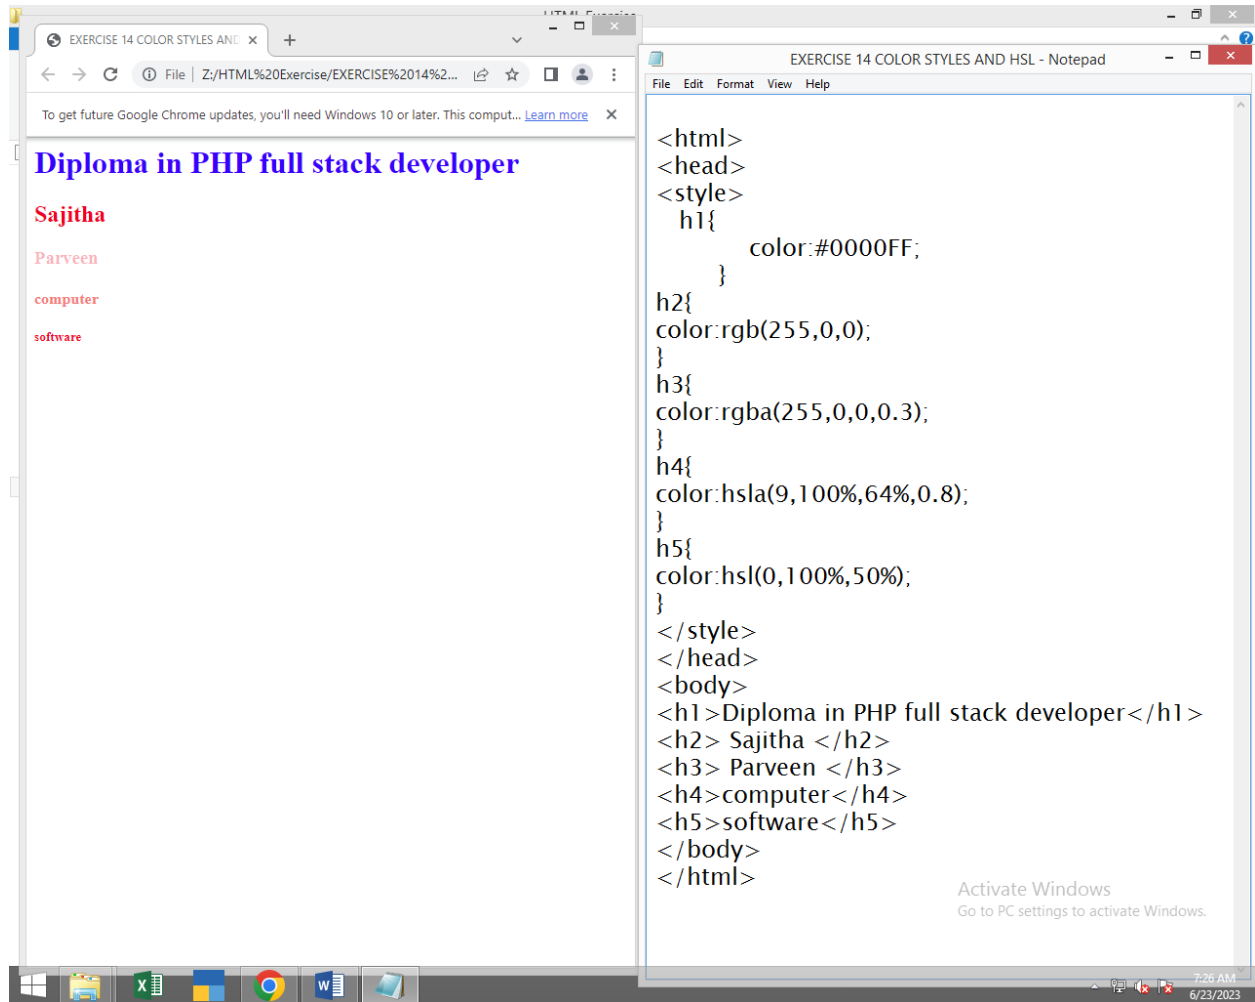 HTML Exercise
EXERCISE 14 COLOR STYLES AND
File | Z:/HTML%20Exercise/EXERCISE%2014%2...
To get future Google Chrome updates, you'll need Windows 10 or later. This comput... Learn more
Diploma in PHP full stack developer
Sajitha
Parveen
computer
software
EXERCISE 14 COLOR STYLES AND HSL - Notepad
File Edit Format View Help
<html>
<head>
<style>
h1{
color:#0000FF;
}
h2{
color:rgb(255,0,0);
}
h3{
color:rgba(255,0,0,0.3);
}
h4{
color:hsla(9,100%,64%,0.8);
}
h5{
color:hsl(0,100%,50%);
}
</style>
</head>
<body>
<h1>Diploma in PHP full stack developer</h1>
<h2> Sajitha </h2>
<h3> Parveen </h3>
<h4>computer</h4>
<h5>software</h5>
</body>
</html>
Activate Windows
Go to PC settings to activate Windows.
7:26 AM
6/23/2023